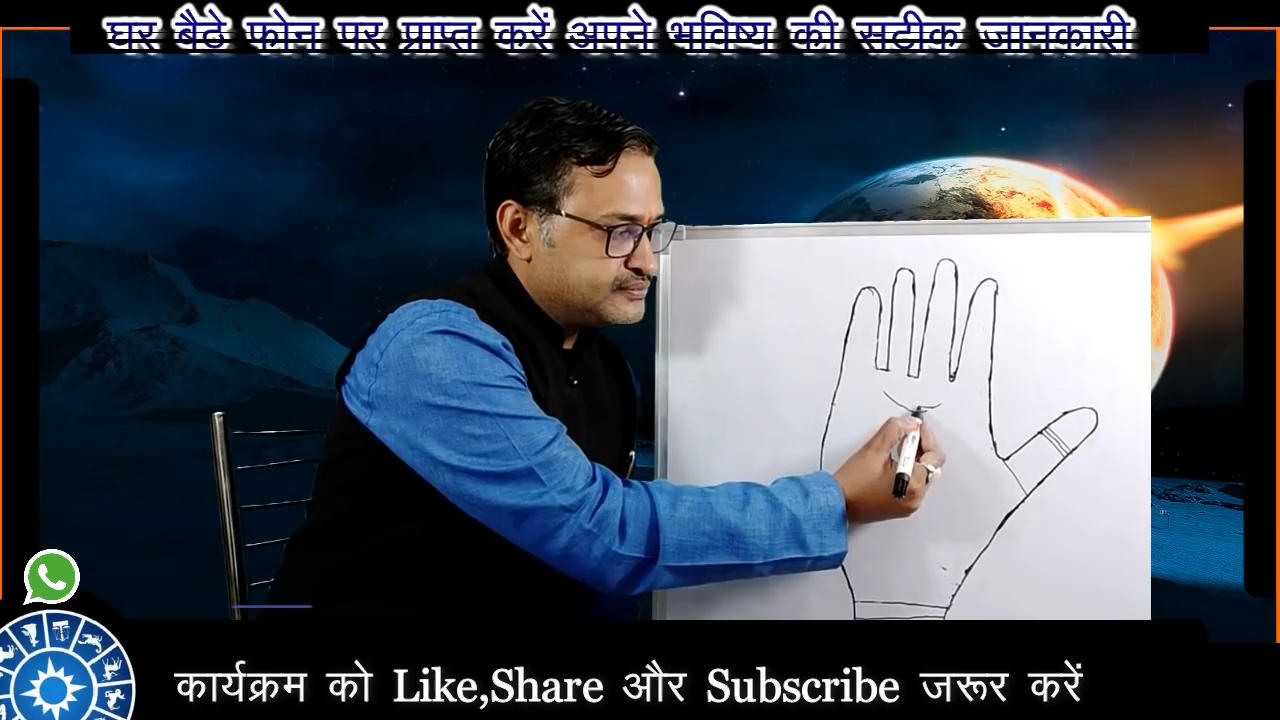 घर बैठे फोन पर प्राप्त करें अपने भविष्य की सटीक जानकारी
कार्यक्रम को Like,Share और Subscribe जरूर करें